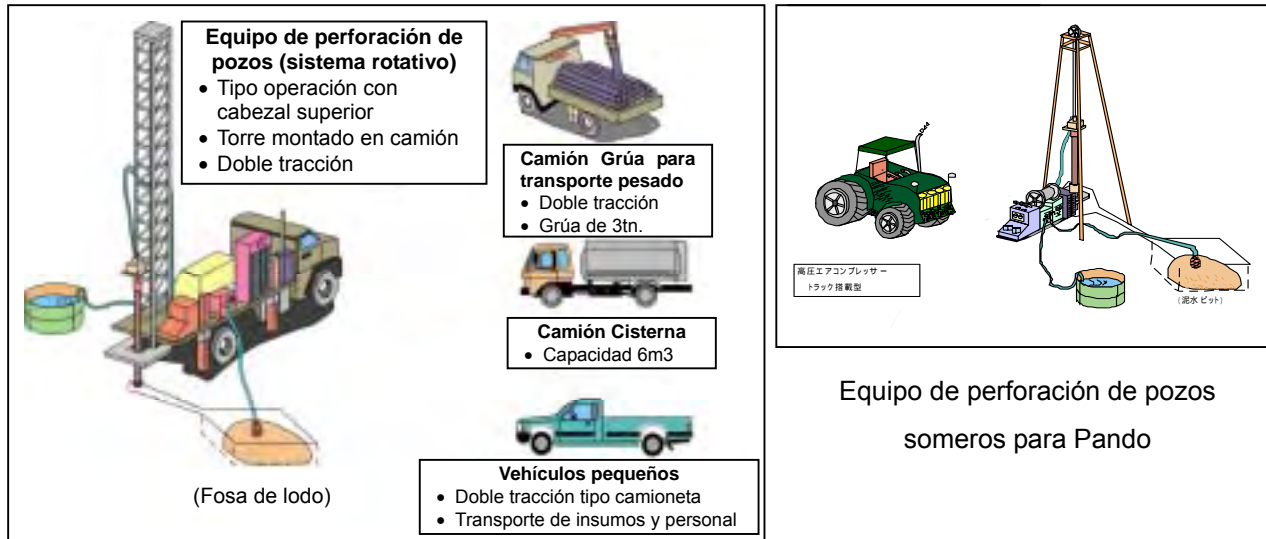 Equipo de perforación de
pozos (sistema rotativo)
• Tipo operación con
cabezal superior
• Torre montado en camión
• Doble tracción
(Fosa de lodo)
Camión Grúa para
transporte pesado
• Doble tracción
• Grúa de 3tn.
Camión Cisterna
• Capacidad 6m3
Vehículos pequeños
• Doble tracción tipo camioneta
• Transporte de insumos y personal
高圧エアコンプレッサー
トラック搭載型
(泥水ピット)
Equipo de perforación de pozos
someros para Pando